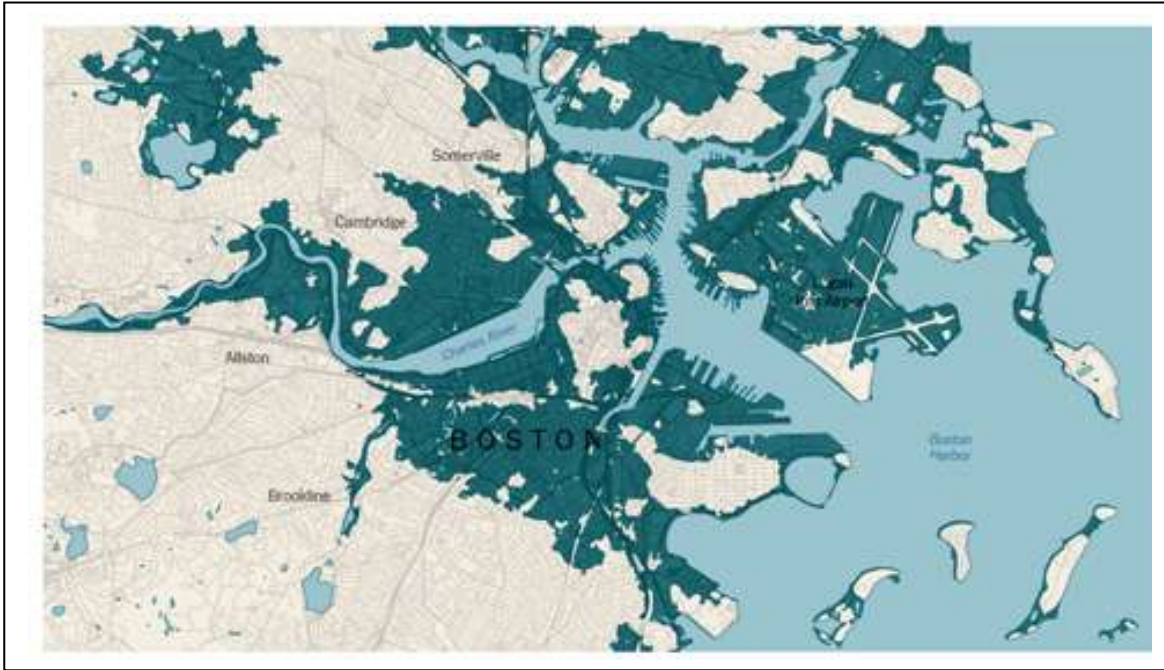 Somerville
Cambridge
Charles River
Allston
BOSTON
Boston
Harbor
Brookline